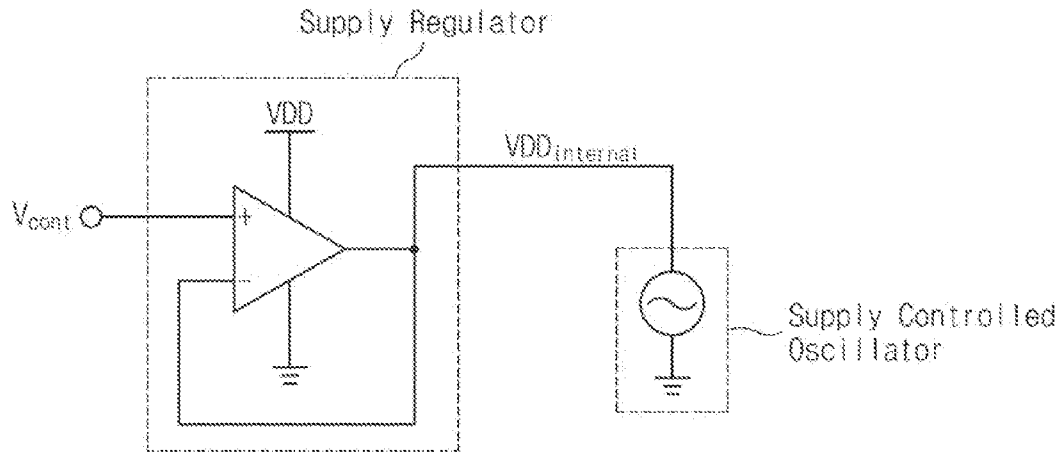 Supply Regulator
VDD
VDDinternal
Vcont
+
-
Supply Controlled
Oscillator